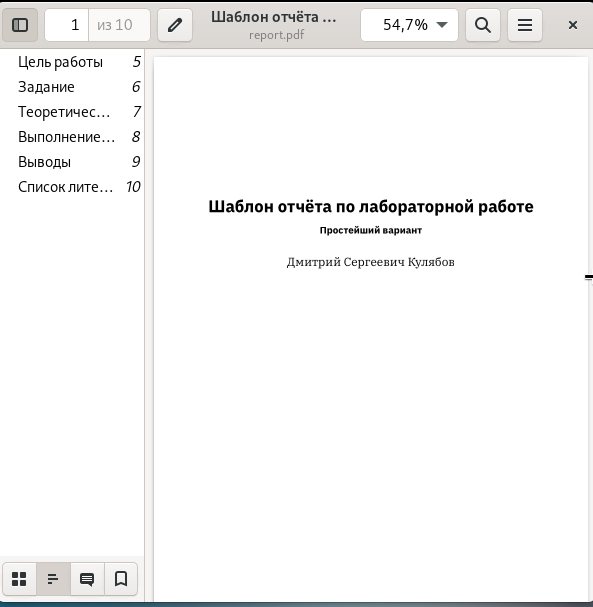 1 из 10
Шаблон отчёта ...
report.pdf
54,7%
Цель работы 5
Задание 6
Теоретичес... 7
Выполнение... 8
Выводы 9
Список лите... 10
Шаблон отчёта по лабораторной работе
Простейший вариант
Дмитрий Сергеевич Кулябов